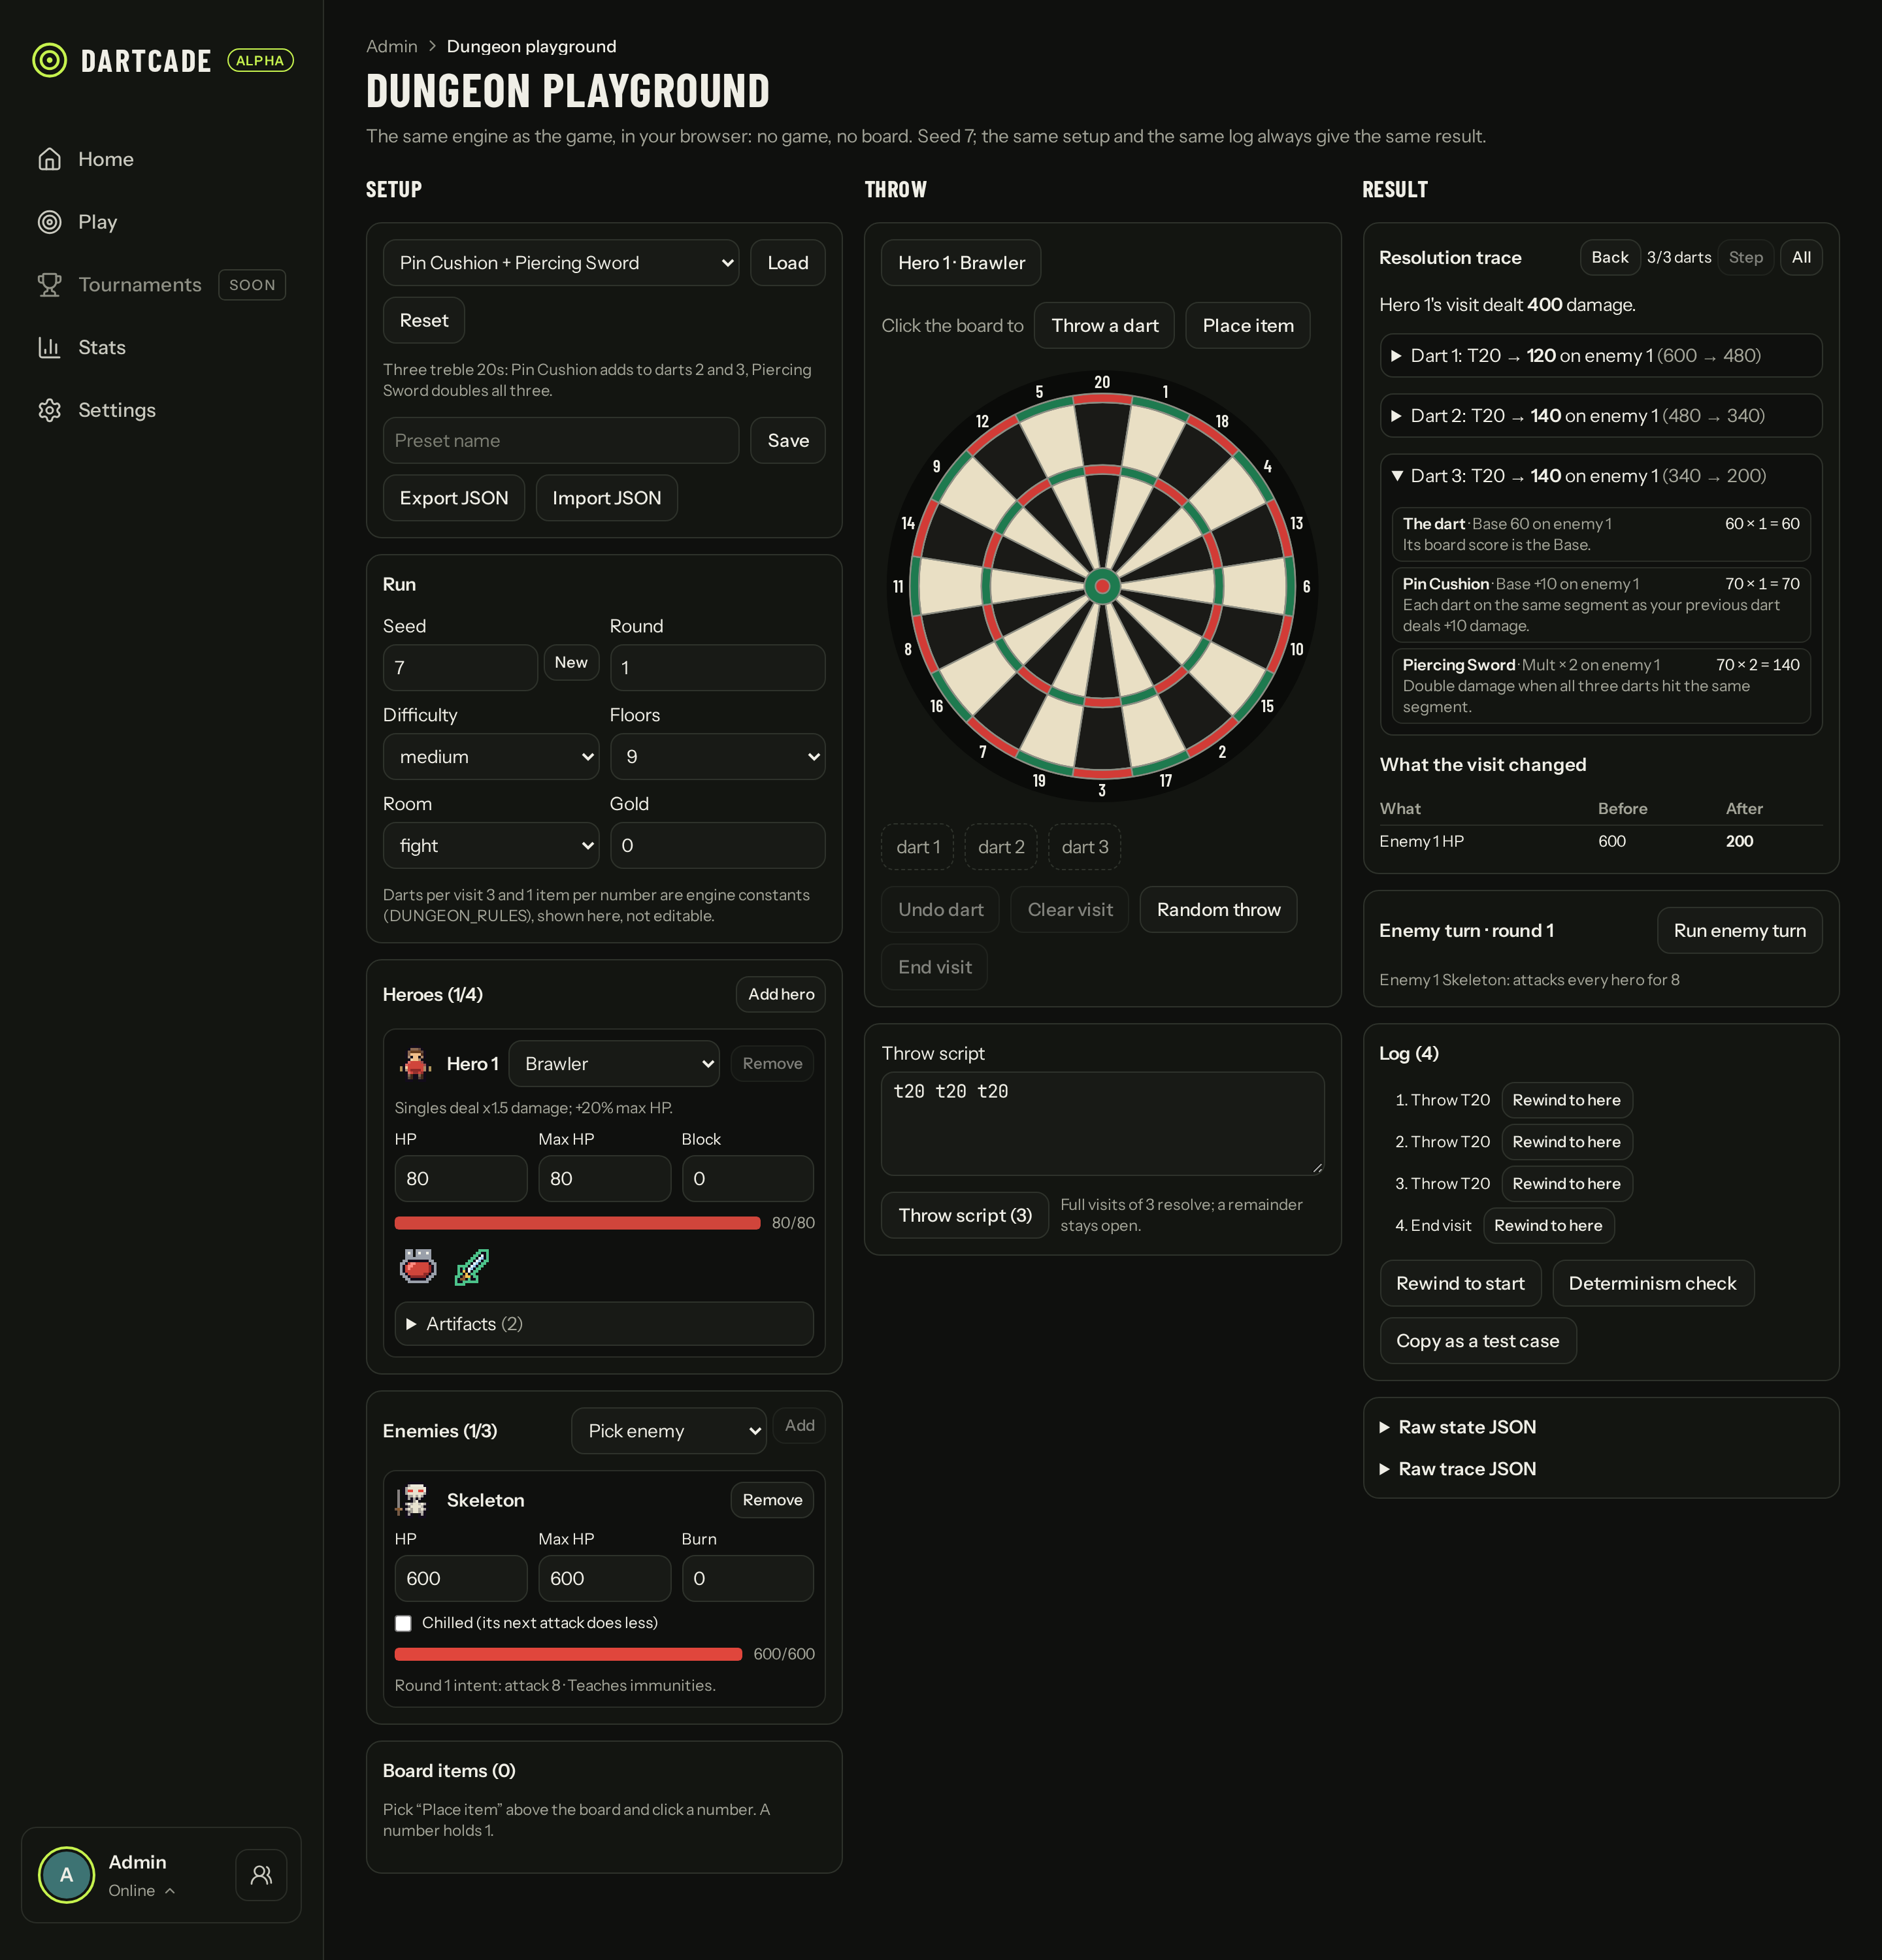 DARTCADE ALPHA
Home
Play
Tournaments SOON
Stats
Settings
A
Admin
Online
Admin > Dungeon playground
DUNGEON PLAYGROUND
The same engine as the game, in your browser: no game, no board. Seed 7; the same setup and the same log always give the same result.
SETUP
Pin Cushion + Piercing Sword Load
Reset
Three treble 20s: Pin Cushion adds to darts 2 and 3, Piercing
Sword doubles all three.
Preset name Save
Export JSON Import JSON
Run
Seed Round
7 New 1
Difficulty Floors
medium 9
Room Gold
fight 0
Darts per visit 3 and 1 item per number are engine constants
(DUNGEON_RULES), shown here, not editable.
Heroes (1/4) Add hero
Hero 1 Brawler Remove
Singles deal x1.5 damage; +20% max HP.
HP Max HP Block
80 80 0
80/80
Artifacts (2)
Enemies (1/3) Pick enemy Add
Skeleton Remove
HP Max HP Burn
600 600 0
Chilled (its next attack does less)
600/600
Round 1 intent: attack 8 · Teaches immunities.
Board items (0)
Pick “Place item” above the board and click a number. A
number holds 1.
THROW
Hero 1 · Brawler
Click the board to Throw a dart Place item
20
1
18
4
13
6
10
15
2
17
3
19
7
16
8
11
14
9
12
5
dart 1 dart 2 dart 3
Undo dart Clear visit Random throw
End visit
Throw script
t20 t20 t20
Throw script (3) Full visits of 3 resolve; a remainder
stays open.
RESULT
Resolution trace Back 3/3 darts Step All
Hero 1's visit dealt 400 damage.
Dart 1: T20 → 120 on enemy 1 (600 → 480)
Dart 2: T20 → 140 on enemy 1 (480 → 340)
Dart 3: T20 → 140 on enemy 1 (340 → 200)
The dart · Base 60 on enemy 1 60 × 1 = 60
Its board score is the Base.
Pin Cushion · Base +10 on enemy 1 70 × 1 = 70
Each dart on the same segment as your previous dart
deals +10 damage.
Piercing Sword · Mult × 2 on enemy 1 70 × 2 = 140
Double damage when all three darts hit the same
segment.
What the visit changed
What Before After
Enemy 1 HP 600 200
Enemy turn · round 1 Run enemy turn
Enemy 1 Skeleton: attacks every hero for 8
Log (4)
1. Throw T20 Rewind to here
2. Throw T20 Rewind to here
3. Throw T20 Rewind to here
4. End visit Rewind to here
Rewind to start Determinism check
Copy as a test case
Raw state JSON
Raw trace JSON